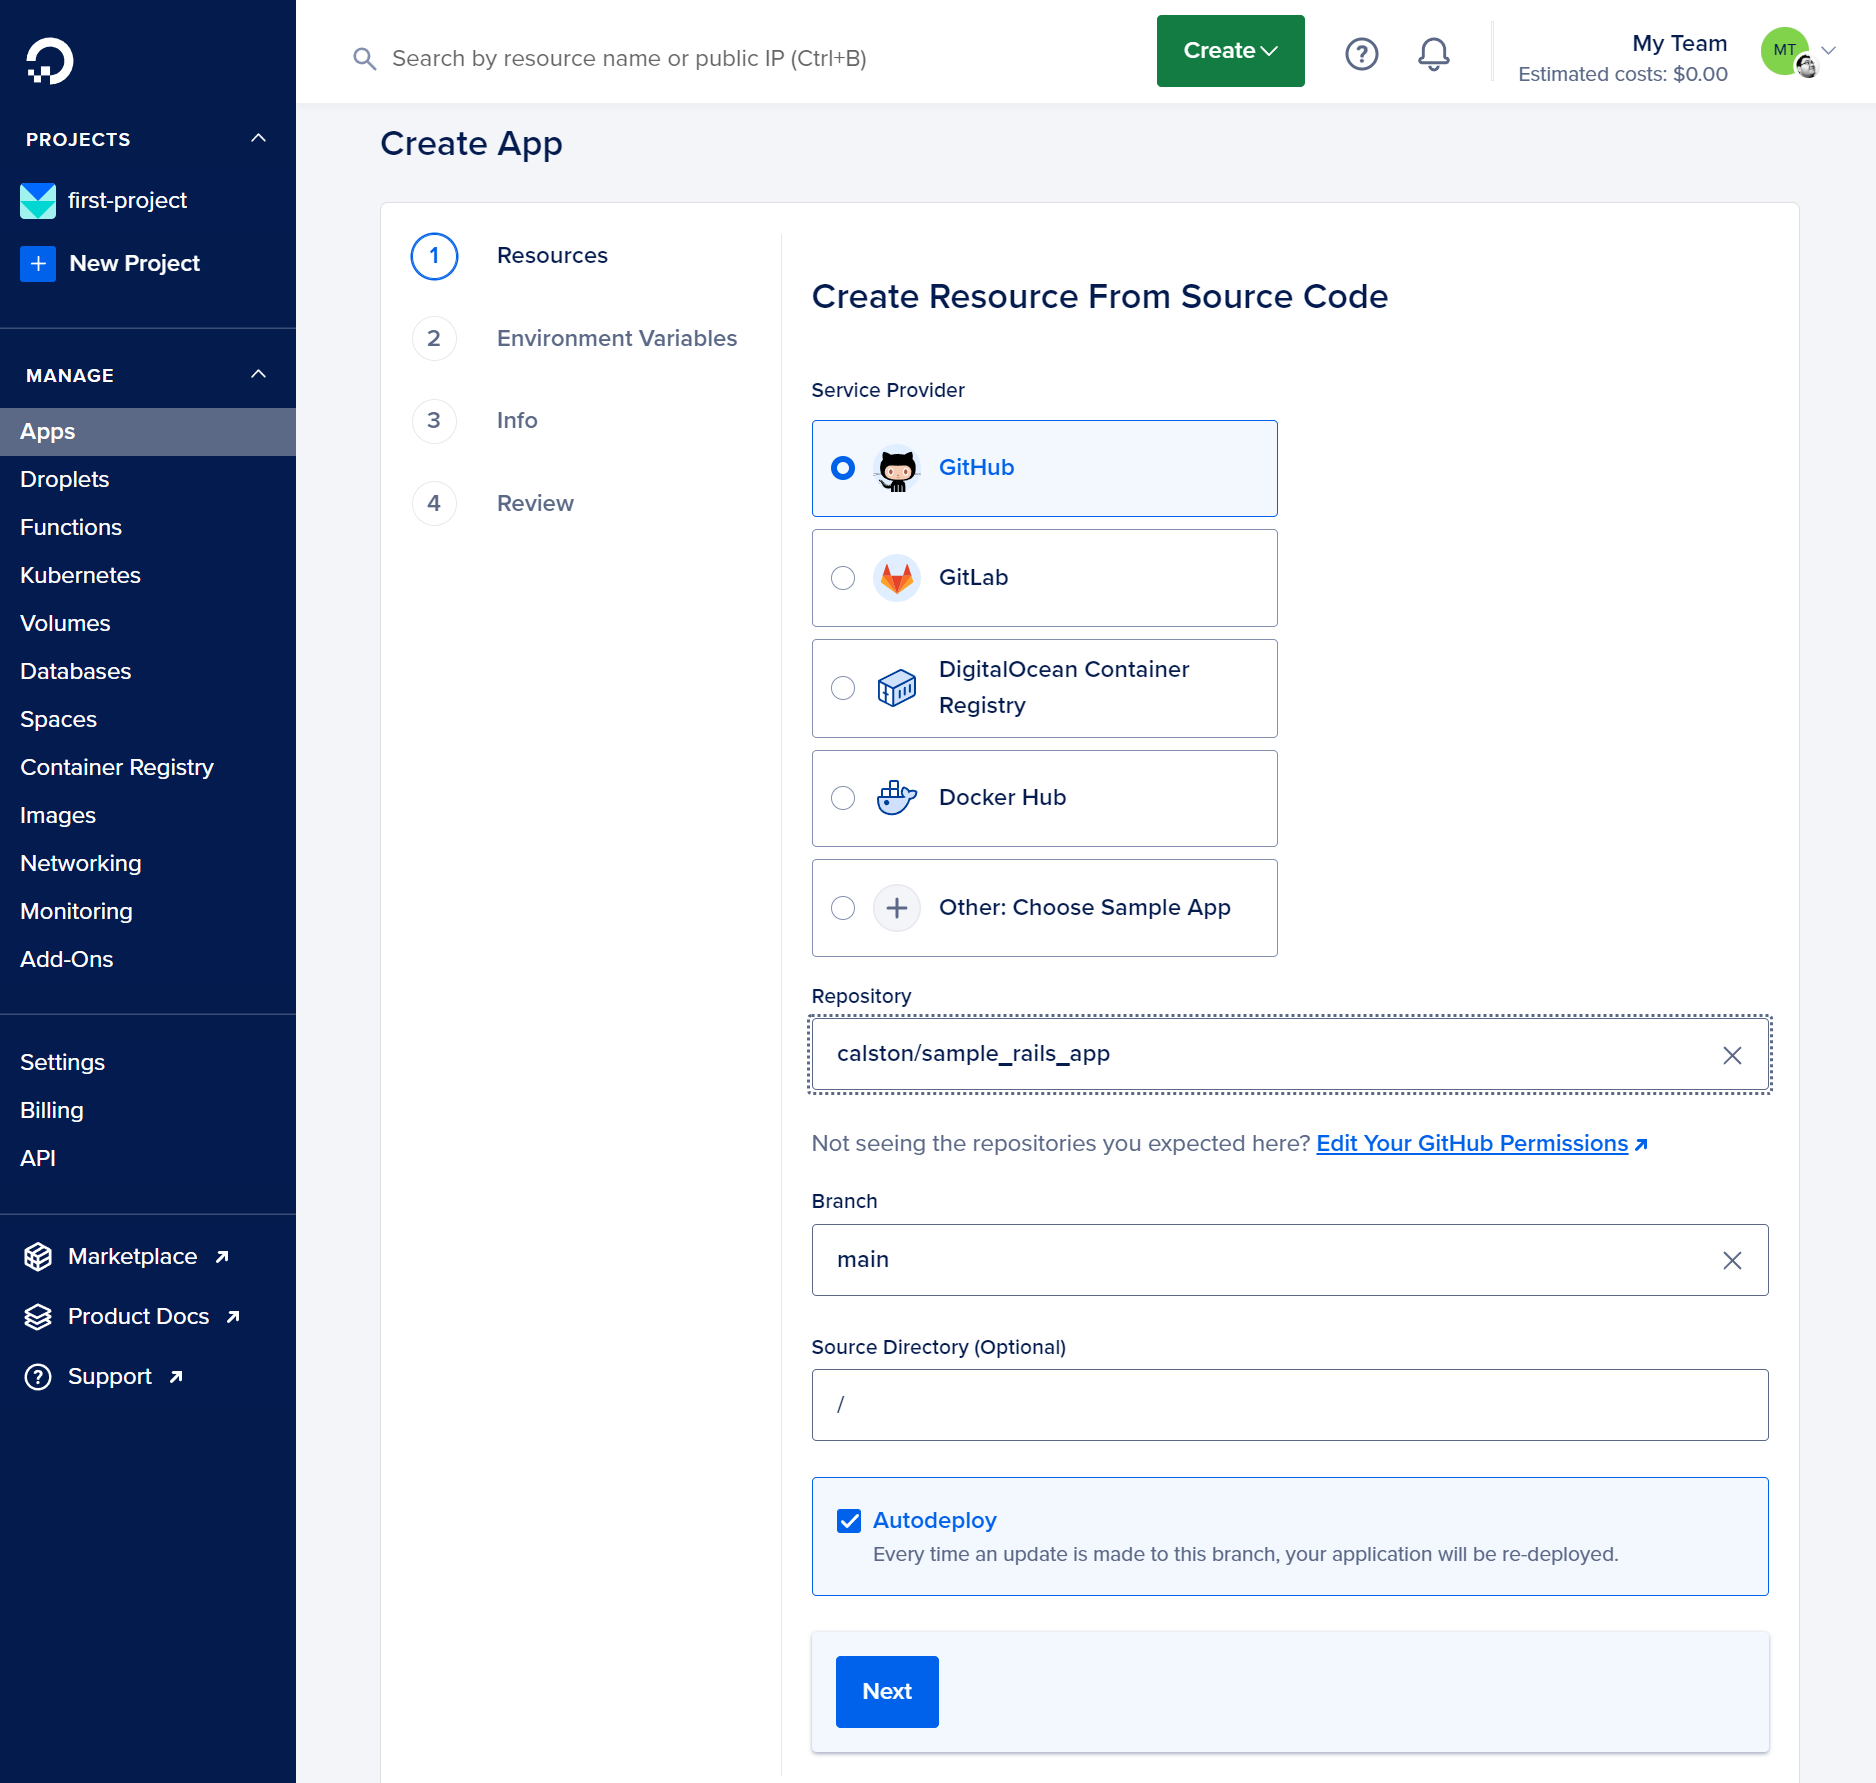 Search by resource name or public IP (Ctrl+B)
Create
My Team
Estimated costs: $0.00
MT
PROJECTS
first-project
New Project
MANAGE
Apps
Droplets
Functions
Kubernetes
Volumes
Databases
Spaces
Container Registry
Images
Networking
Monitoring
Add-Ons
Settings
Billing
API
Marketplace
Product Docs
Support
Create App
1 Resources
2 Environment Variables
3 Info
4 Review
Create Resource From Source Code
Service Provider
GitHub
GitLab
DigitalOcean Container
Registry
Docker Hub
Other: Choose Sample App
Repository
calston/sample_rails_app
Not seeing the repositories you expected here? Edit Your GitHub Permissions
Branch
main
Source Directory (Optional)
/
Autodeploy
Every time an update is made to this branch, your application will be re-deployed.
Next